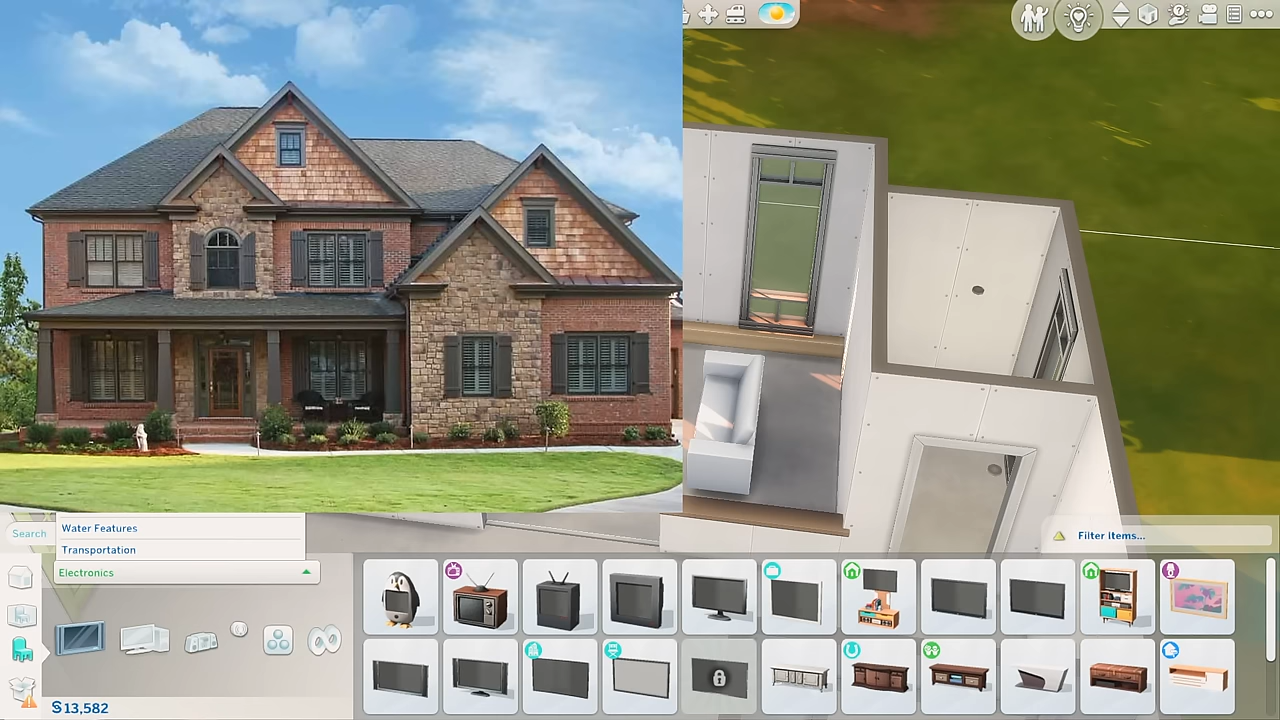 Water Features
Search
Transportation
Filter Items...
Electronics
§13,582